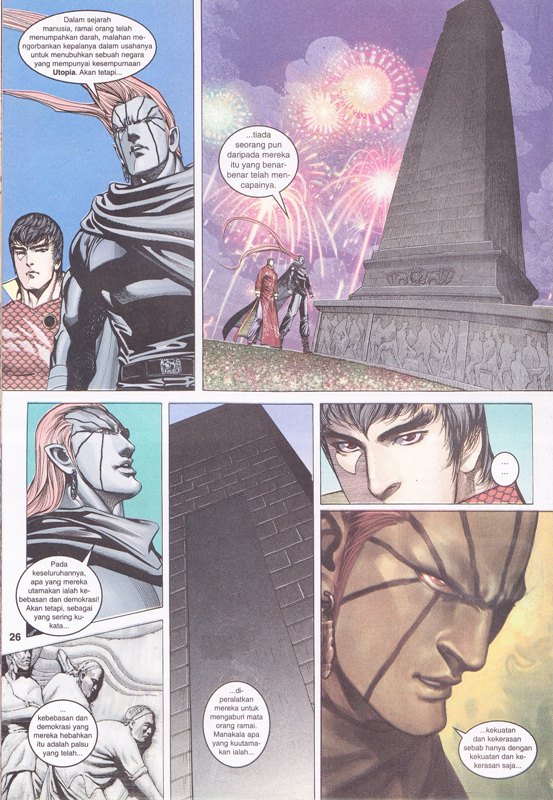 Dalam sejarah
manusia, ramai orang telah
menumpahkan darah, malahan me-
ngorbankan kepalanya dalam usahanya
untuk menubuhkan sebuah negara
yang mempunyai kesempurnaan
Utopia. Akan tetapi...
...tiada
seorang pun
daripada mereka
itu yang benar-
benar telah men-
capainya.
Pada
keseluruhannya,
apa yang mereka
utamakan ialah ke-
bebasan dan demokrasi!
Akan tetapi, sebagai
yang sering ku-
kata...
...
...
26
...
kebebasan dan
demokrasi yang
mereka hebahkan
itu adalah palsu
yang telah...
...di-
peralatkan
mereka untuk
mengaburi mata
orang ramai.
Manakala apa
yang kuutama-
kan ialah...
...kekuatan
dan kekerasan
sebab hanya dengan
kekuatan dan ke-
kerasan saja...